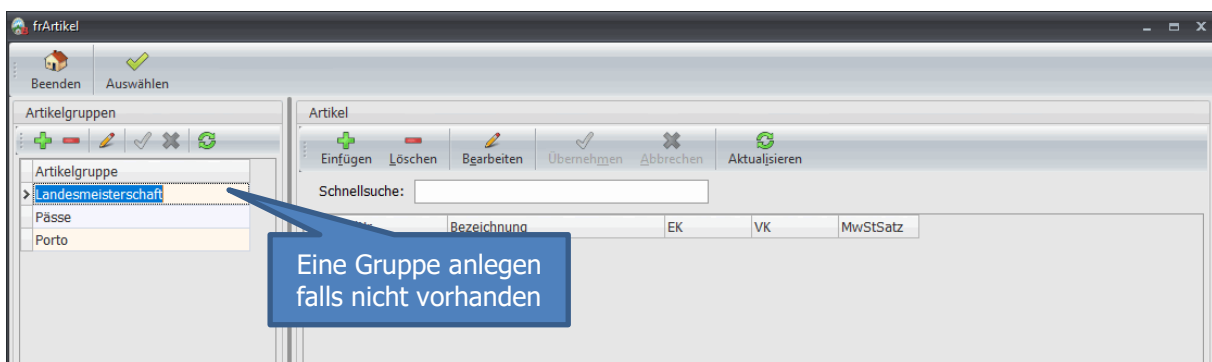 frArtikel
Beenden Auswählen
Artikelgruppen
Artikelgruppe
Landesmeisterschaft
Pässe
Porto
Artikel
Einfügen Löschen Bearbeiten Übernehmen Abbrechen Aktualisieren
Schnellsuche:
Bezeichnung EK VK MwStSatz
Eine Gruppe anlegen
falls nicht vorhanden